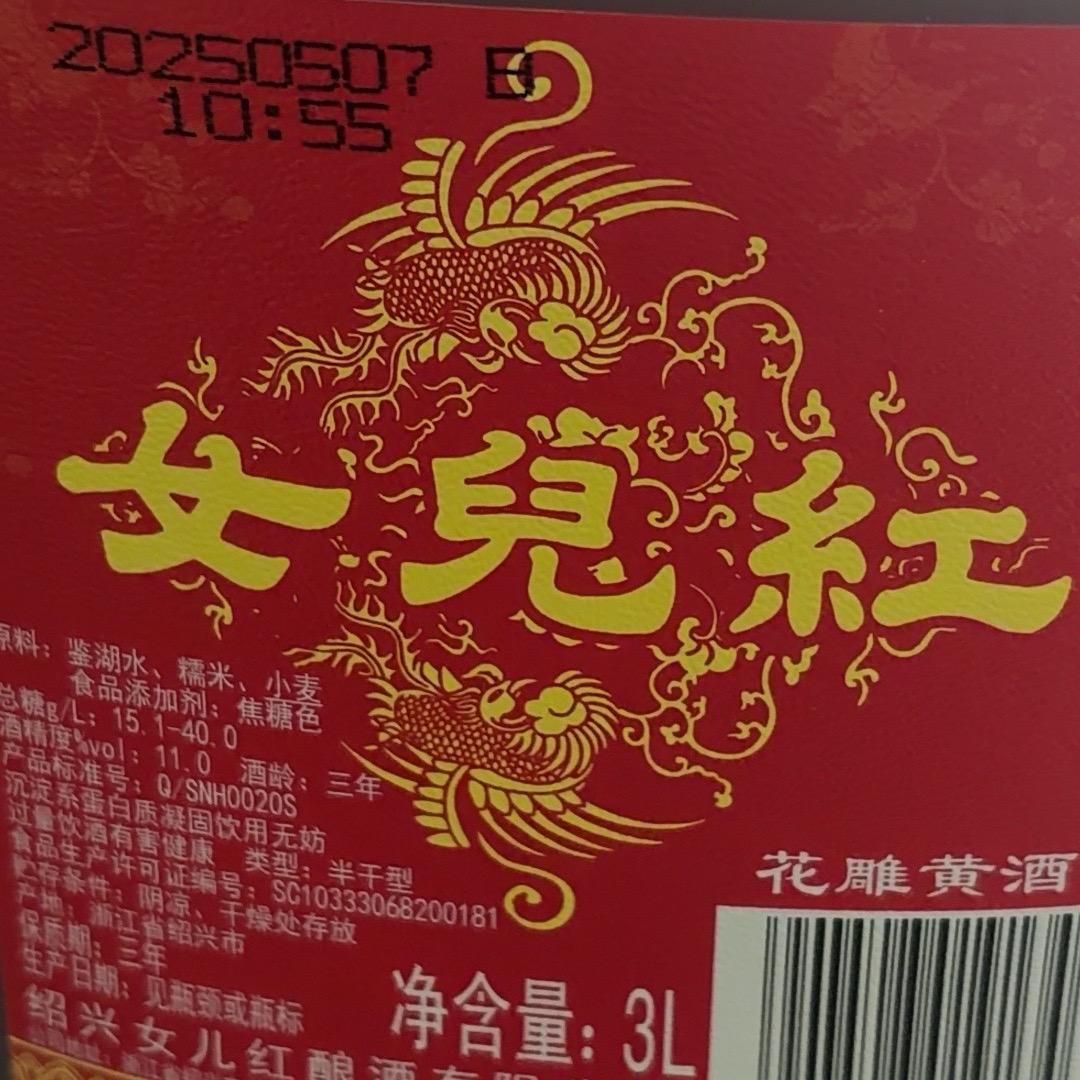 20250507 日
10:55
女兒紅
原料：鉴湖水、糯米、小麦
食品添加剂：焦糖色
总糖g/L：15.1-40.0
酒精度%vol：11.0 酒龄：三年
产品标准号：Q/SNH0020S
沉淀系蛋白质凝固饮用无妨
过量饮酒有害健康 类型：半干型
食品生产许可证编号：SC10333068200181
贮存条件：阴凉、干燥处存放
产地：浙江省绍兴市
保质期：三年
生产日期：见瓶颈或瓶标
绍兴女儿红酿酒有限
净含量：3L
花雕黄酒